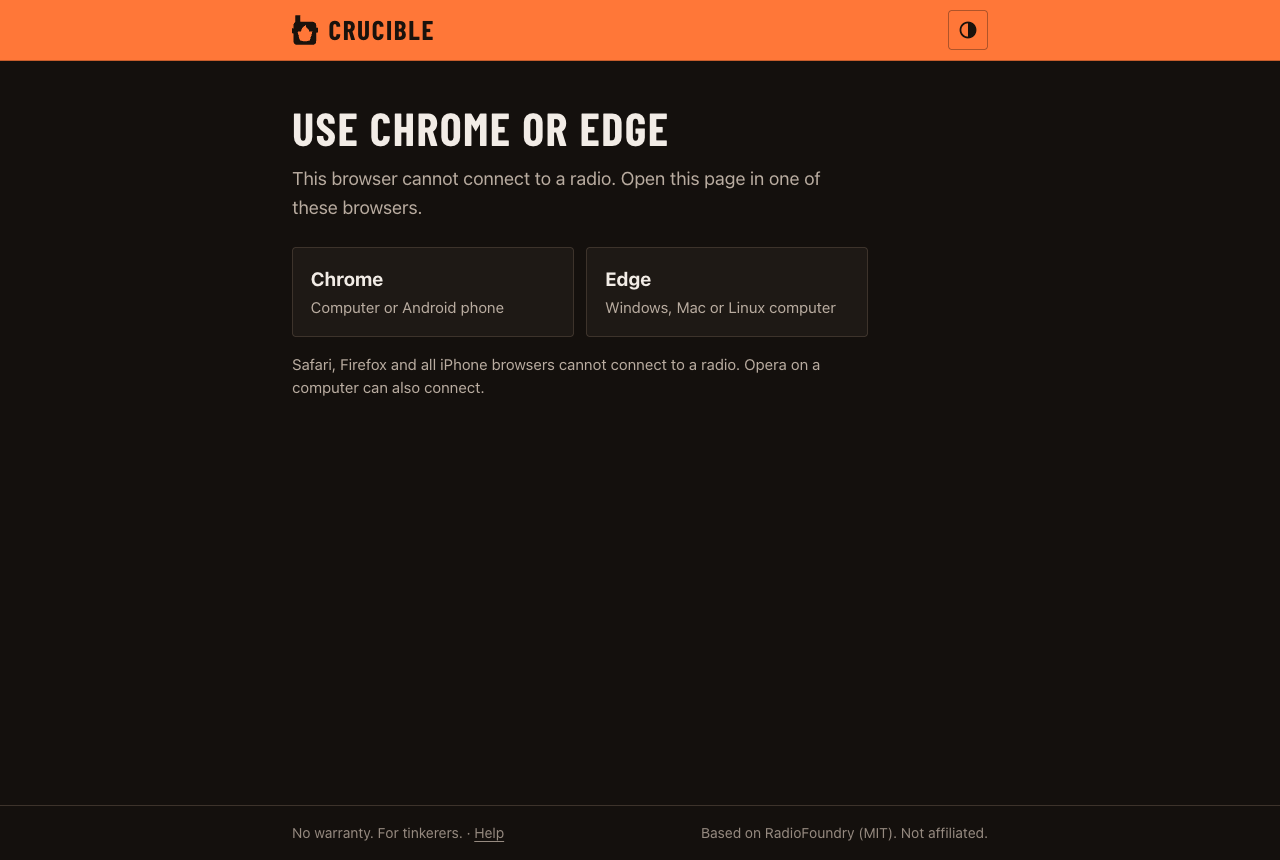 CRUCIBLE
USE CHROME OR EDGE
This browser cannot connect to a radio. Open this page in one of
these browsers.
Chrome
Computer or Android phone
Edge
Windows, Mac or Linux computer
Safari, Firefox and all iPhone browsers cannot connect to a radio. Opera on a
computer can also connect.
No warranty. For tinkerers. · Help
Based on RadioFoundry (MIT). Not affiliated.